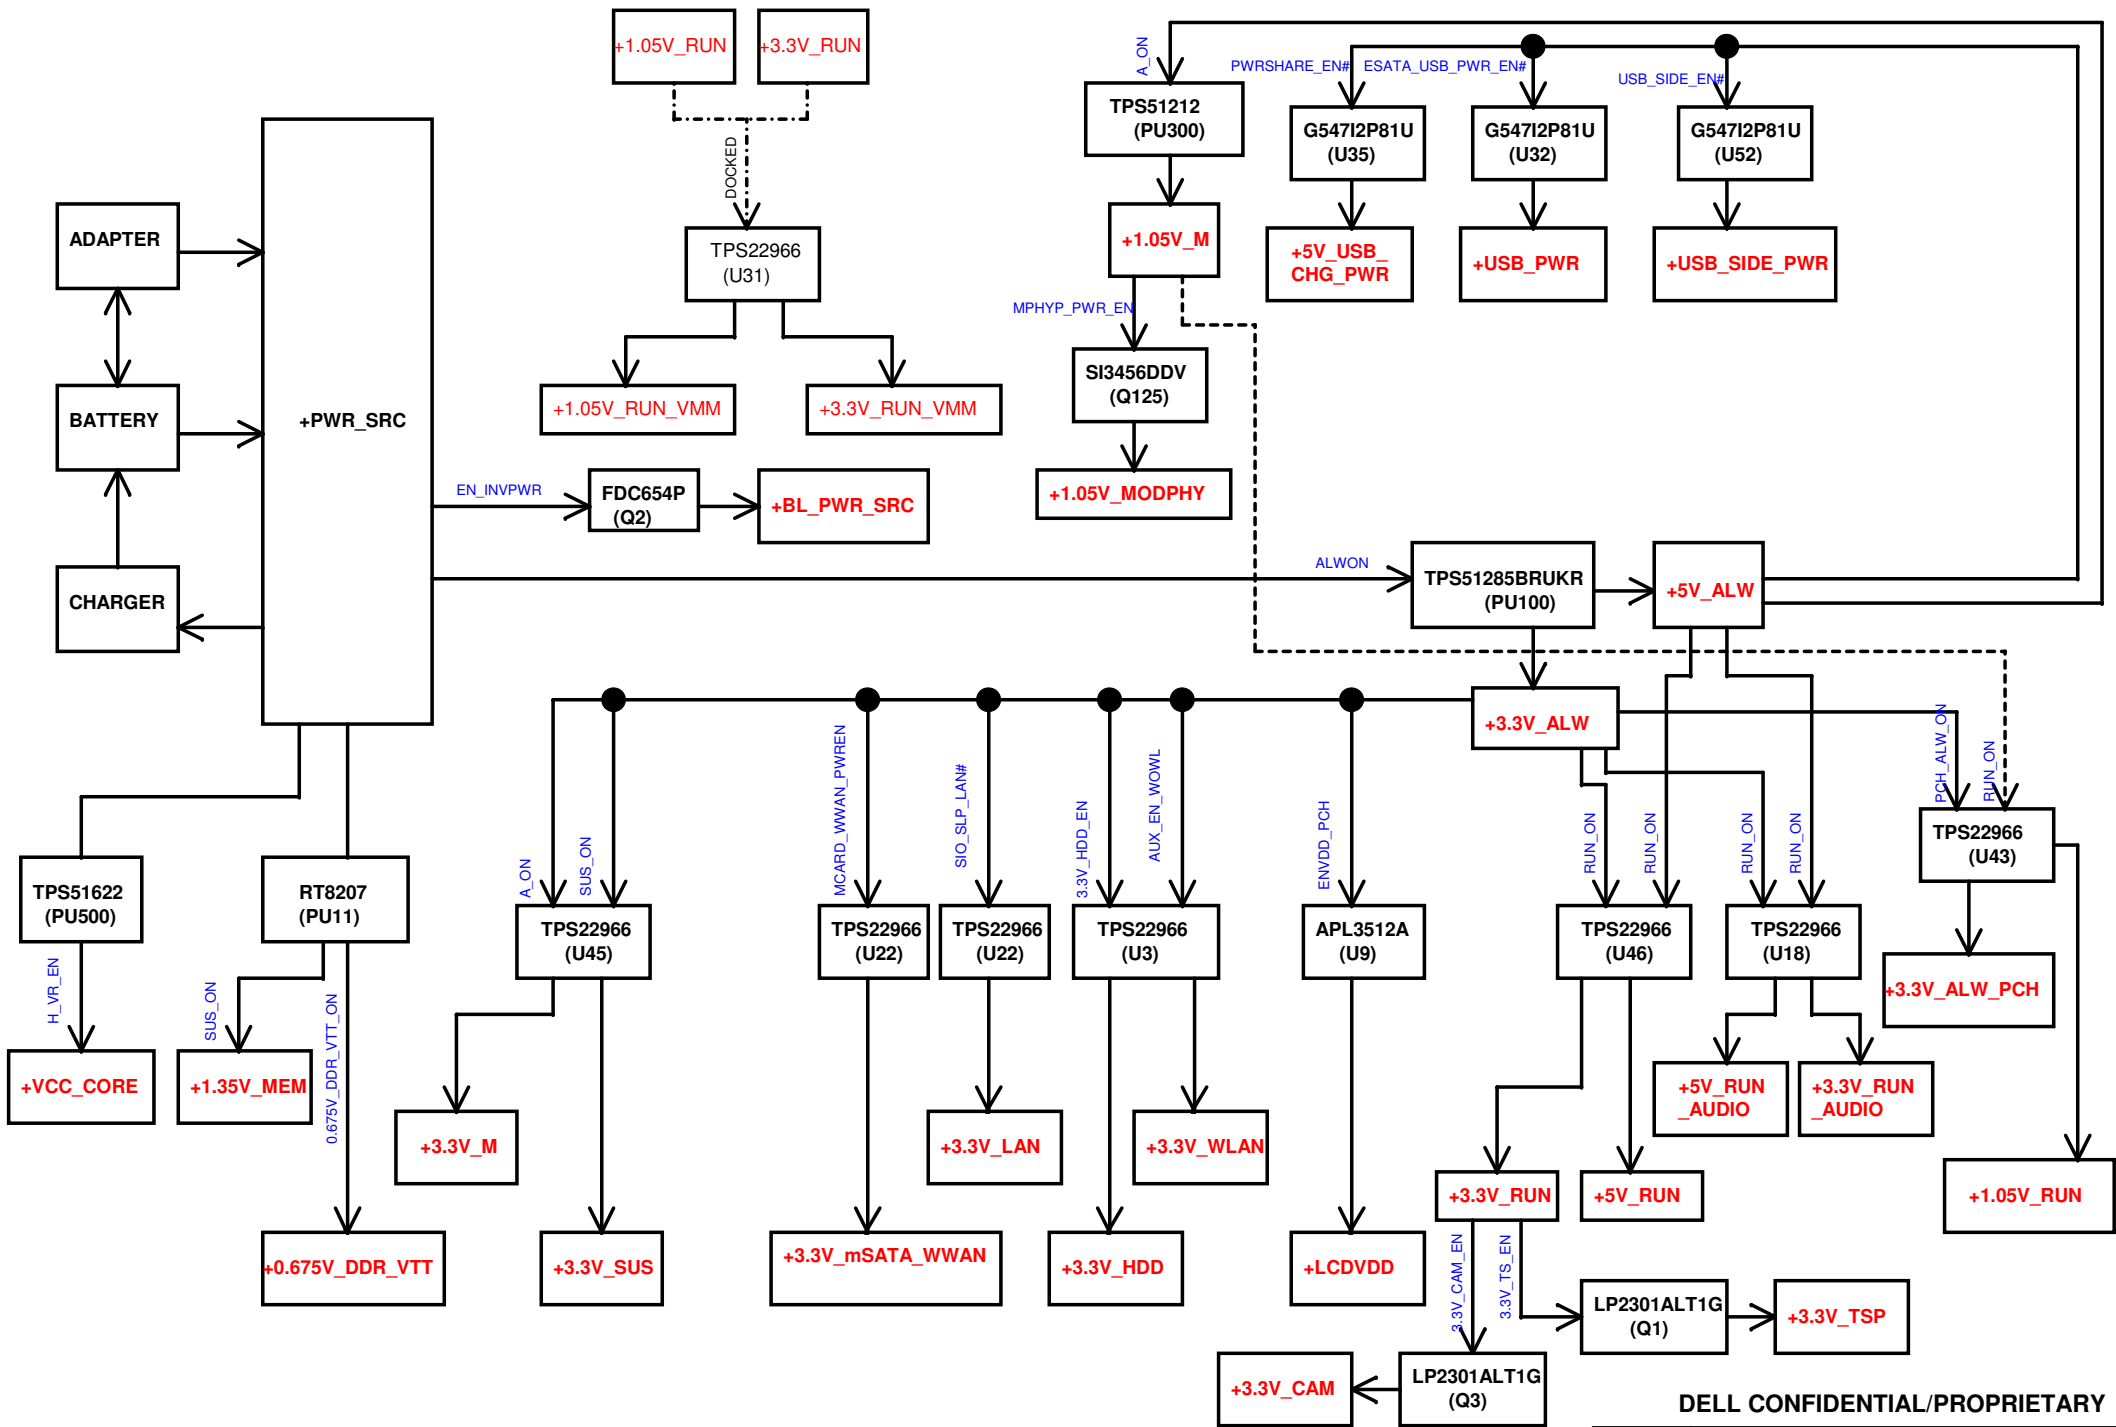 +1.05V_RUN
+3.3V_RUN
DOCKED
TPS22966
(U31)
+1.05V_RUN_VMM
+3.3V_RUN_VMM
A_ON
TPS51212
(PU300)
+1.05V_M
MPHYP_PWR_EN
SI3456DDV
(Q125)
+1.05V_MODPHY
PWRSHARE_EN#
G547I2P81U
(U35)
+5V_USB_
CHG_PWR
ESATA_USB_PWR_EN#
G547I2P81U
(U32)
+USB_PWR
USB_SIDE_EN#
G547I2P81U
(U52)
+USB_SIDE_PWR
ADAPTER
BATTERY
CHARGER
+PWR_SRC
EN_INVPWR
FDC654P
(Q2)
+BL_PWR_SRC
ALWON
TPS51285BRUKR
(PU100)
+5V_ALW
+3.3V_ALW
TPS51622
(PU500)
H_VR_EN
+VCC_CORE
RT8207
(PU11)
SUS_ON
+1.35V_MEM
0.675V_DDR_VTT_ON
+0.675V_DDR_VTT
A_ON
SUS_ON
TPS22966
(U45)
+3.3V_M
+3.3V_SUS
MCARD_WWAN_PWREN
TPS22966
(U22)
+3.3V_mSATA_WWAN
SIO_SLP_LAN#
TPS22966
(U22)
+3.3V_LAN
3.3V_HDD_EN
AUX_EN_WOWL
TPS22966
(U3)
+3.3V_HDD
+3.3V_WLAN
ENVDD_PCH
APL3512A
(U9)
+LCDVDD
RUN_ON
RUN_ON
TPS22966
(U46)
+3.3V_RUN
+5V_RUN
RUN_ON
RUN_ON
TPS22966
(U18)
+5V_RUN
_AUDIO
+3.3V_RUN
_AUDIO
PCH_ALW_ON
RUN_ON
TPS22966
(U43)
+3.3V_ALW_PCH
+1.05V_RUN
3.3V_CAM_EN
3.3V_TS_EN
LP2301ALT1G
(Q1)
+3.3V_TSP
LP2301ALT1G
(Q3)
+3.3V_CAM
DELL CONFIDENTIAL/PROPRIETARY